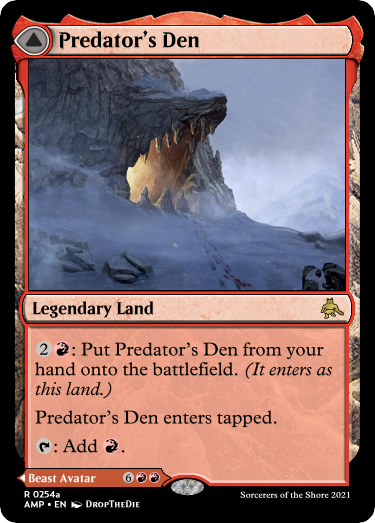 Predator's Den
Legendary Land
2 : Put Predator's Den from your
hand onto the battlefield. (It enters as
this land.)
Predator's Den enters tapped.
: Add .
Beast Avatar 6
R 0254a
AMP • EN DROPTHEDIE
Sorcerers of the Shore 2021